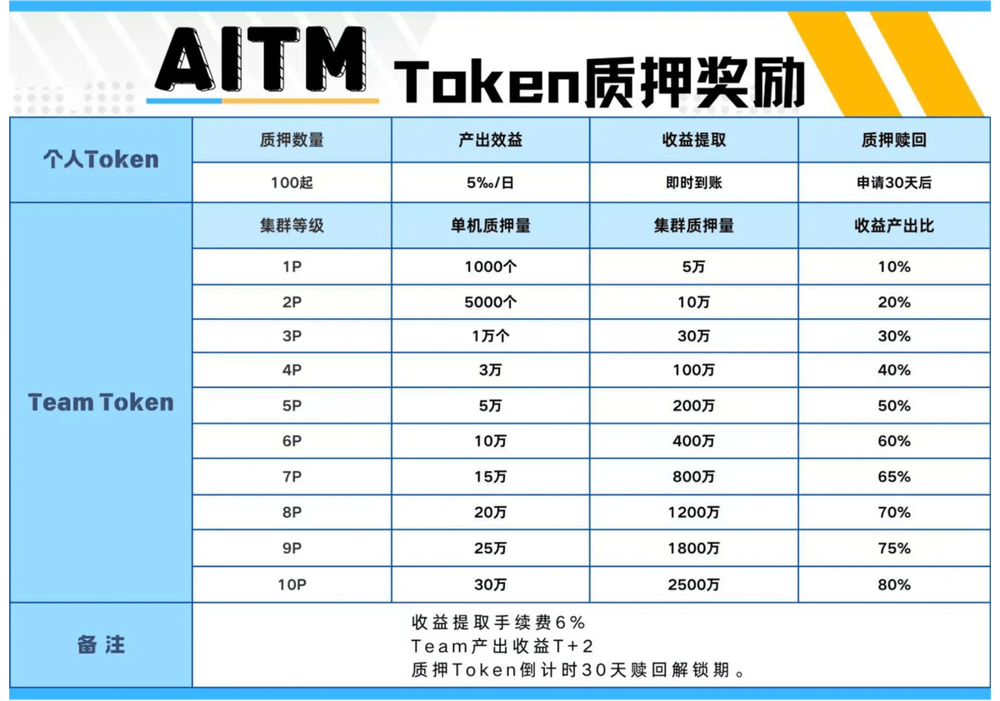 AITM Token质押奖励
个人Token
质押数量 产出效益 收益提取 质押赎回
100起 5‰/日 即时到账 申请30天后
Team Token
集群等级 单机质押量 集群质押量 收益产出比
1P 1000个 5万 10%
2P 5000个 10万 20%
3P 1万个 30万 30%
4P 3万 100万 40%
5P 5万 200万 50%
6P 10万 400万 60%
7P 15万 800万 65%
8P 20万 1200万 70%
9P 25万 1800万 75%
10P 30万 2500万 80%
备注
收益提取手续费6%
Team产出收益T+2
质押Token倒计时30天赎回解锁期。